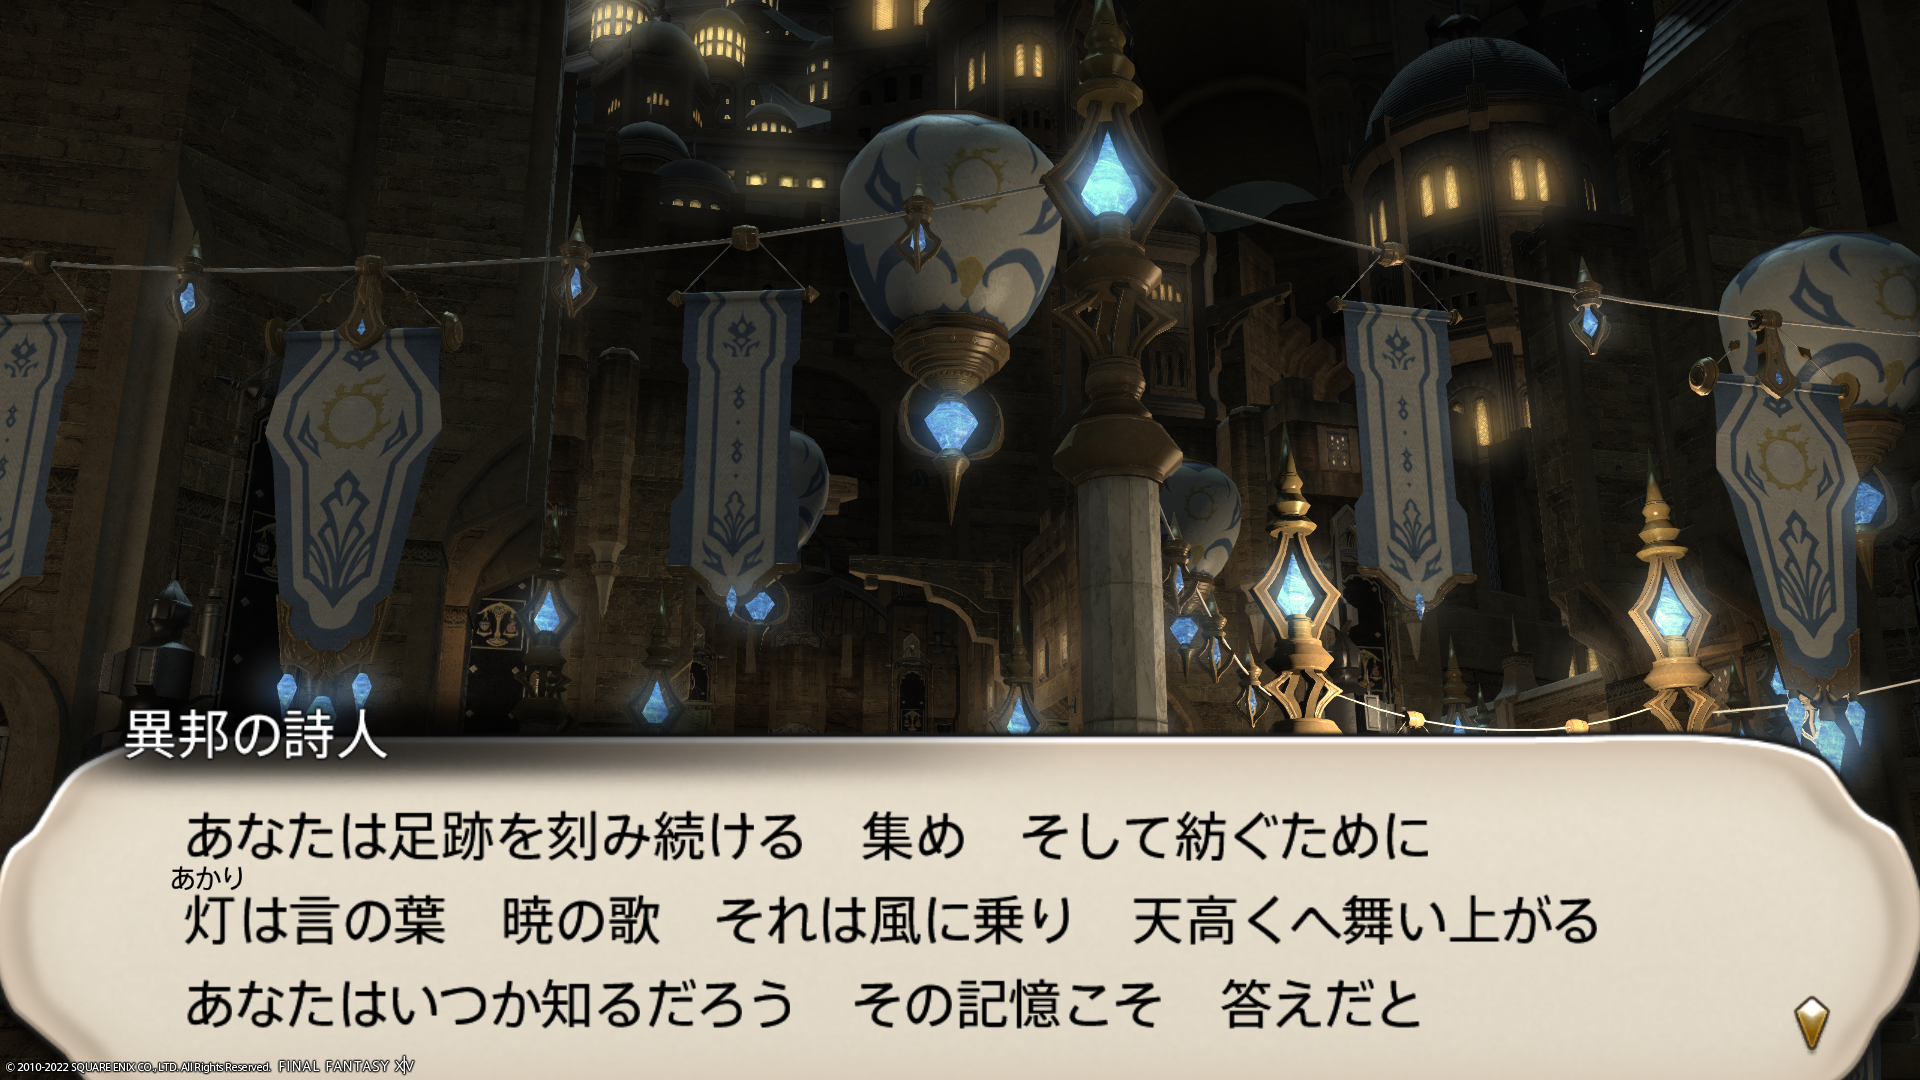 異邦の詩人
あなたは足跡を刻み続ける　集め　そして紡ぐために
あかり
灯は言の葉　暁の歌　それは風に乗り　天高くへ舞い上がる
あなたはいつか知るだろう　その記憶こそ　答えだと
© 2010-2022 SQUARE ENIX CO., LTD. All Rights Reserved. FINAL FANTASY XIV